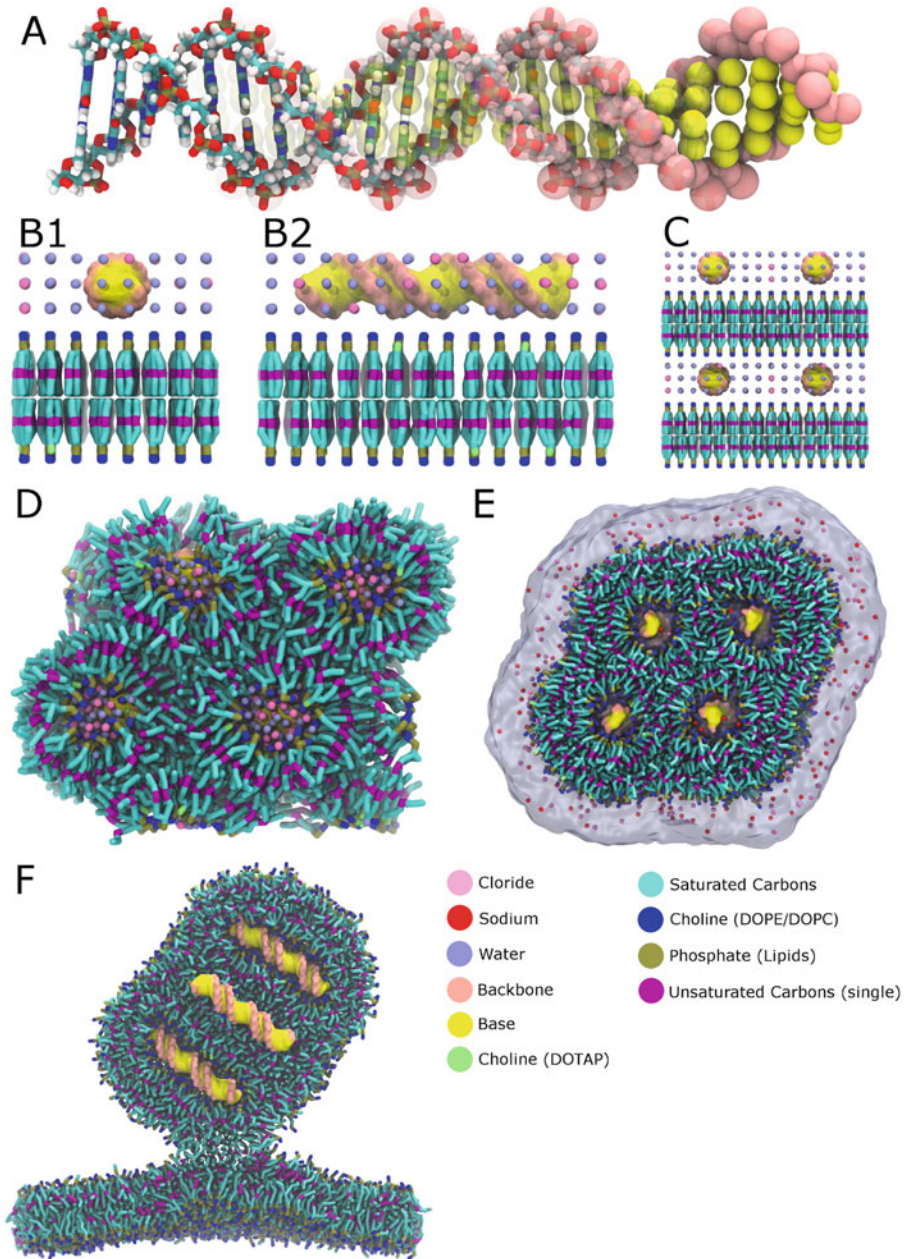 A
B1
B2
C
D
E
F
Cloride
Sodium
Water
Backbone
Base
Choline (DOTAP)
Saturated Carbons
Choline (DOPE/DOPC)
Phosphate (Lipids)
Unsaturated Carbons (single)